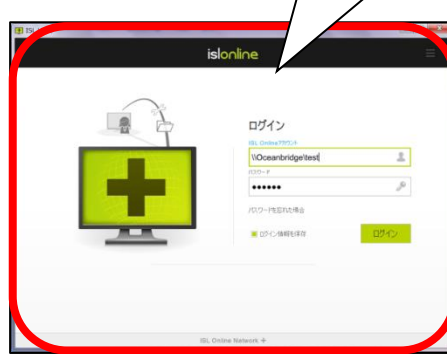 islonline
ログイン
ISL Onlineアカウント
\\Oceanbridge\test
パスワード
パスワードを忘れた場合
ログイン情報を保存
ログイン
ISL Online Network +